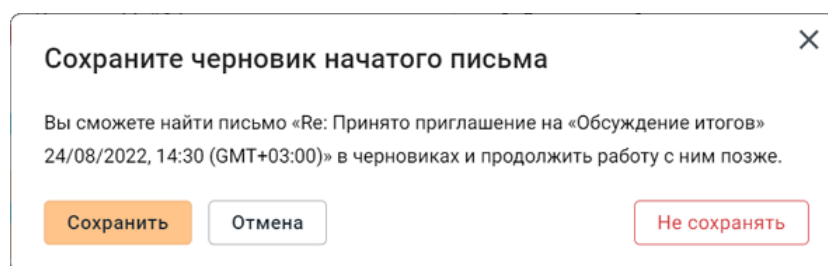 Сохраните черновик начатого письма
Вы сможете найти письмо «Re: Принято приглашение на «Обсуждение итогов»
24/08/2022, 14:30 (GMT+03:00)» в черновиках и продолжить работу с ним позже.
Сохранить Отмена Не сохранять